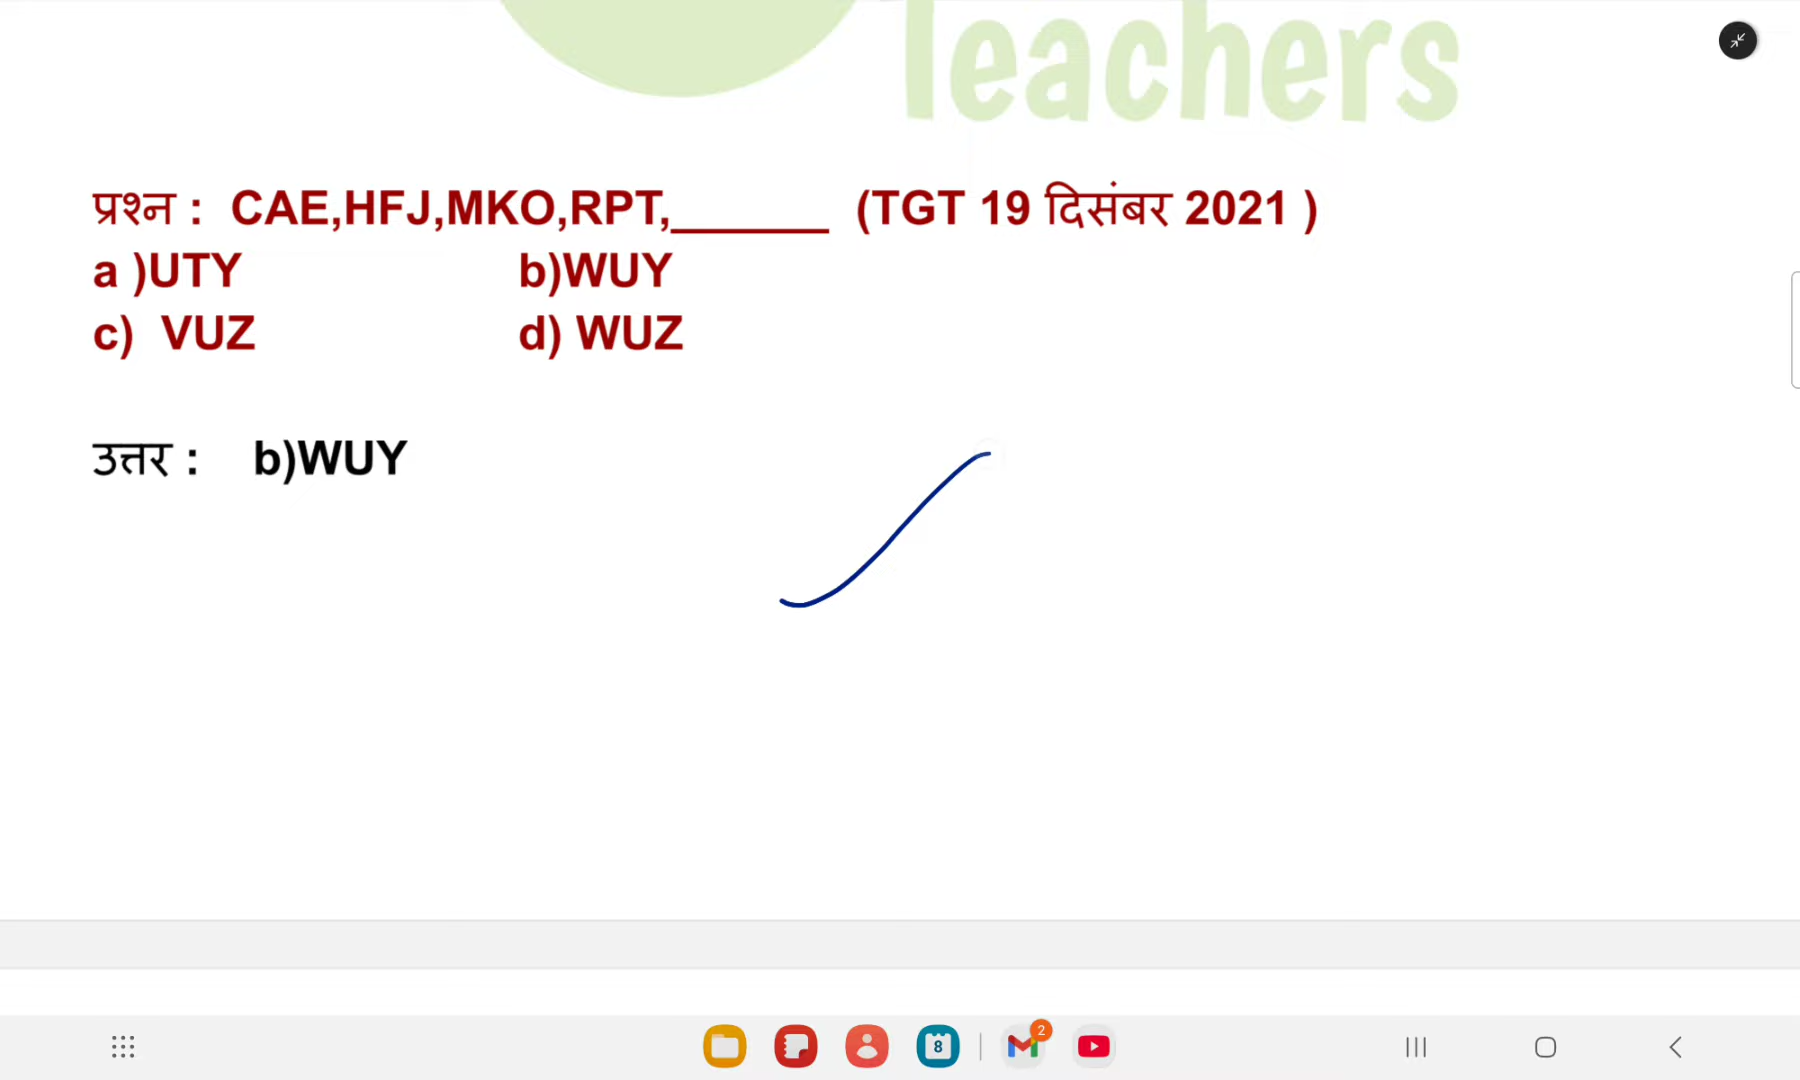 Teachers
प्रश्न : CAE,HFJ,MKO,RPT,______ (TGT 19 दिसंबर 2021 )
a )UTY b)WUY
c) VUZ d) WUZ
उत्तर : b)WUY
8
2